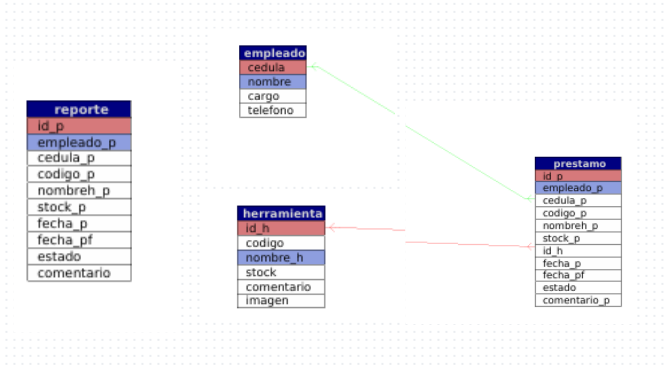 reporte
id_p
empleado_p
cedula_p
codigo_p
nombreh_p
stock_p
fecha_p
fecha_pf
estado
comentario
empleado
cedula
nombre
cargo
telefono
herramienta
id_h
codigo
nombre_h
stock
comentario
imagen
prestamo
id_p
empleado_p
cedula_p
codigo_p
nombreh_p
stock_p
id_h
fecha_p
fecha_pf
estado
comentario_p